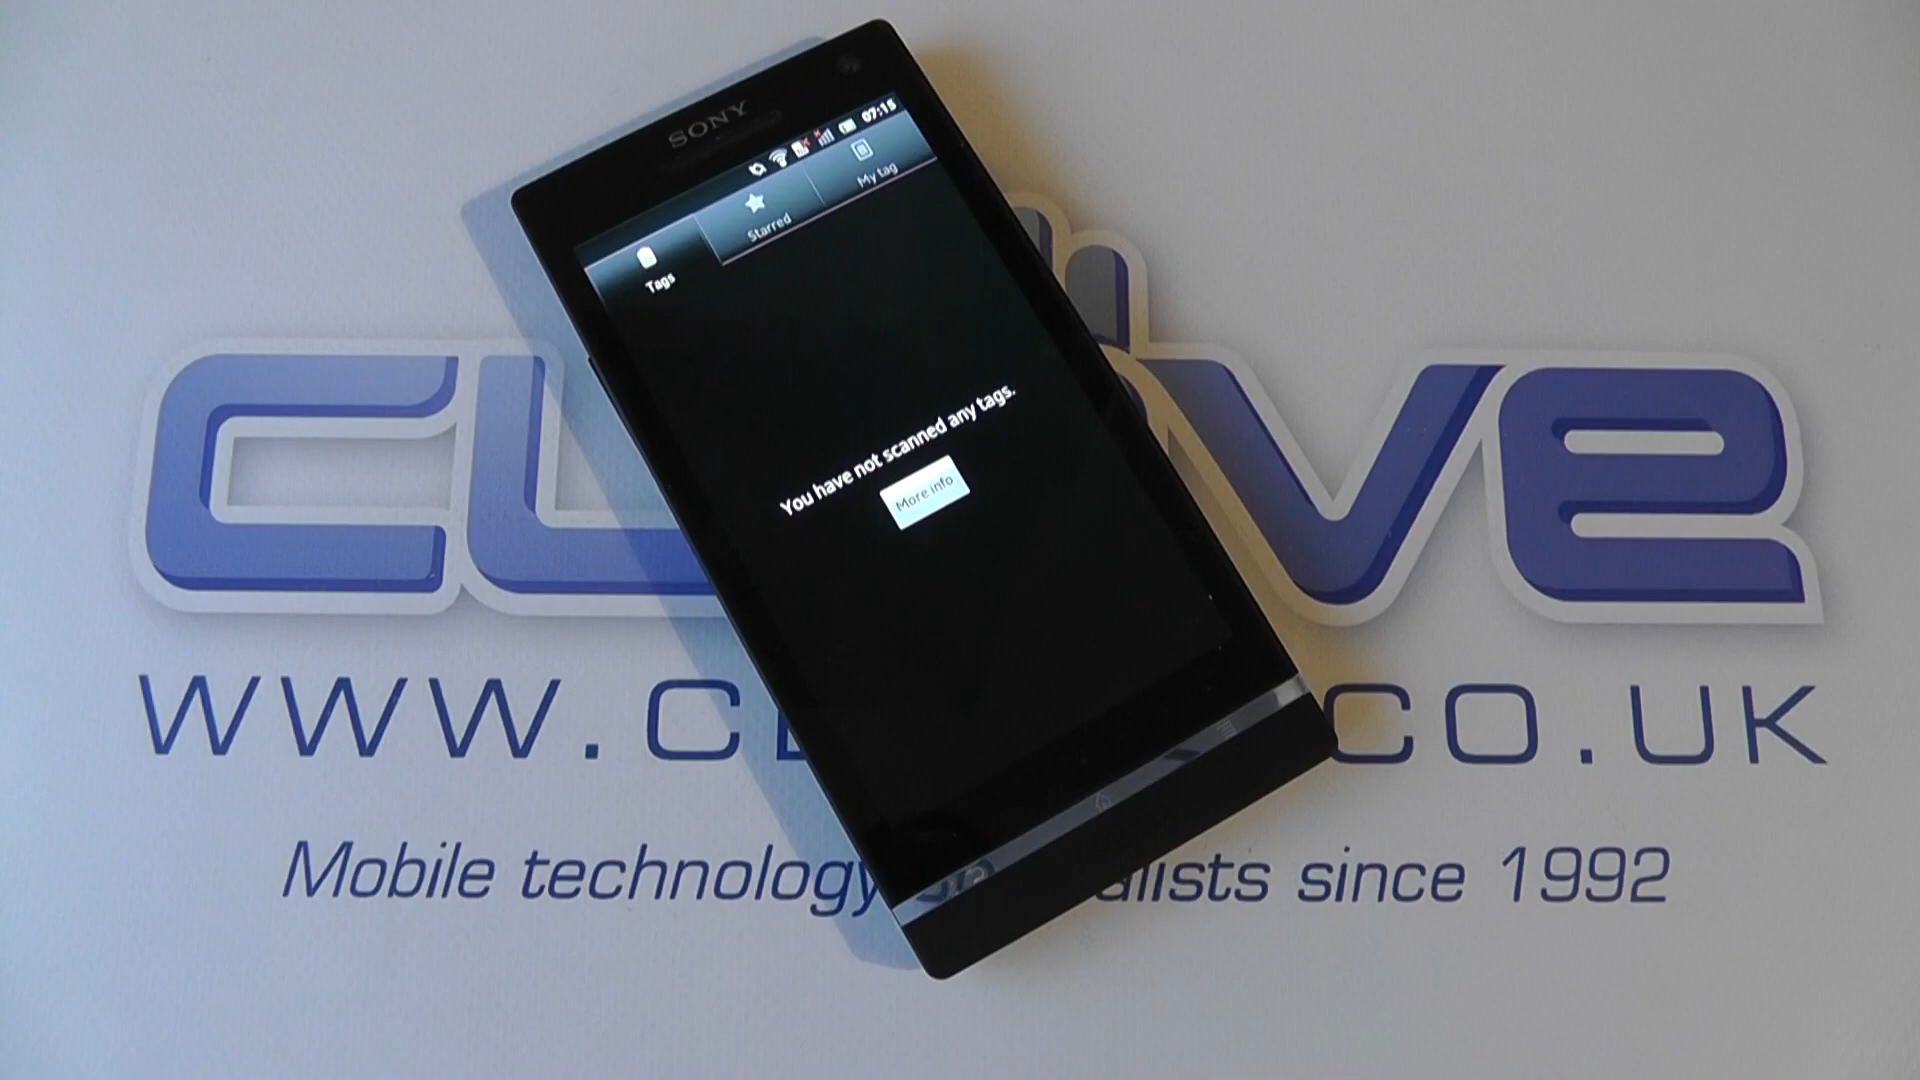 SONY
07:15
My tag
Starred
Tags
You have not scanned any tags.
More info
WWW.C .CO.UK
Mobile technology alists since 1992